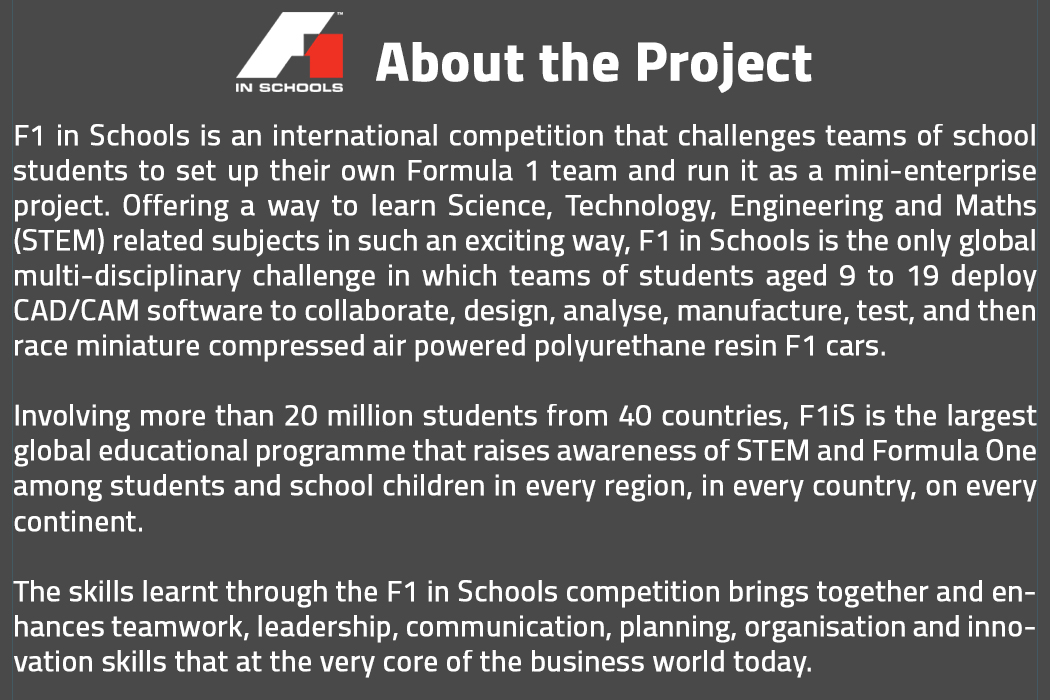 IN SCHOOLS
About the Project
F1 in Schools is an international competition that challenges teams of school
students to set up their own Formula 1 team and run it as a mini-enterprise
project. Offering a way to learn Science, Technology, Engineering and Maths
(STEM) related subjects in such an exciting way, F1 in Schools is the only global
multi-disciplinary challenge in which teams of students aged 9 to 19 deploy
CAD/CAM software to collaborate, design, analyse, manufacture, test, and then
race miniature compressed air powered polyurethane resin F1 cars.
Involving more than 20 million students from 40 countries, F1iS is the largest
global educational programme that raises awareness of STEM and Formula One
among students and school children in every region, in every country, on every
continent.
The skills learnt through the F1 in Schools competition brings together and en-
hances teamwork, leadership, communication, planning, organisation and inno-
vation skills that at the very core of the business world today.